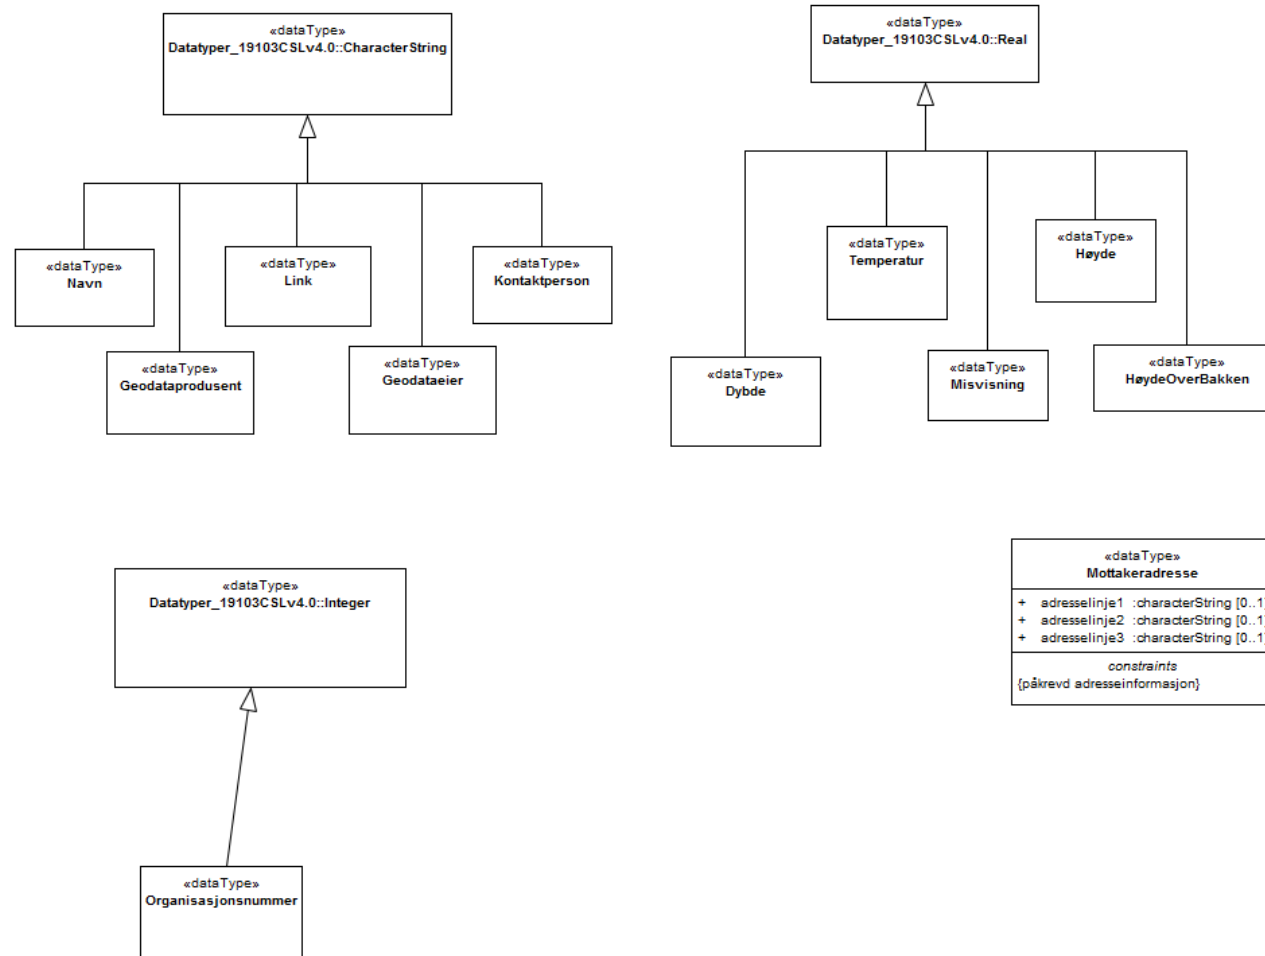 «dataType»
Datatyper_19103CSLv4.0::CharacterString
«dataType»
Datatyper_19103CSLv4.0::Real
«dataType»
Navn
«dataType»
Link
«dataType»
Kontaktperson
«dataType»
Geodataprodusent
«dataType»
Geodataeier
«dataType»
Temperatur
«dataType»
Høyde
«dataType»
Dybde
«dataType»
Misvisning
«dataType»
HøydeOverBakken
«dataType»
Datatyper_19103CSLv4.0::Integer
«dataType»
Mottakeradresse
+ adresselinje1 :characterString [0..1]
+ adresselinje2 :characterString [0..1]
+ adresselinje3 :characterString [0..1]
constraints
{påkrevd adresseinformasjon}
«dataType»
Organisasjonsnummer